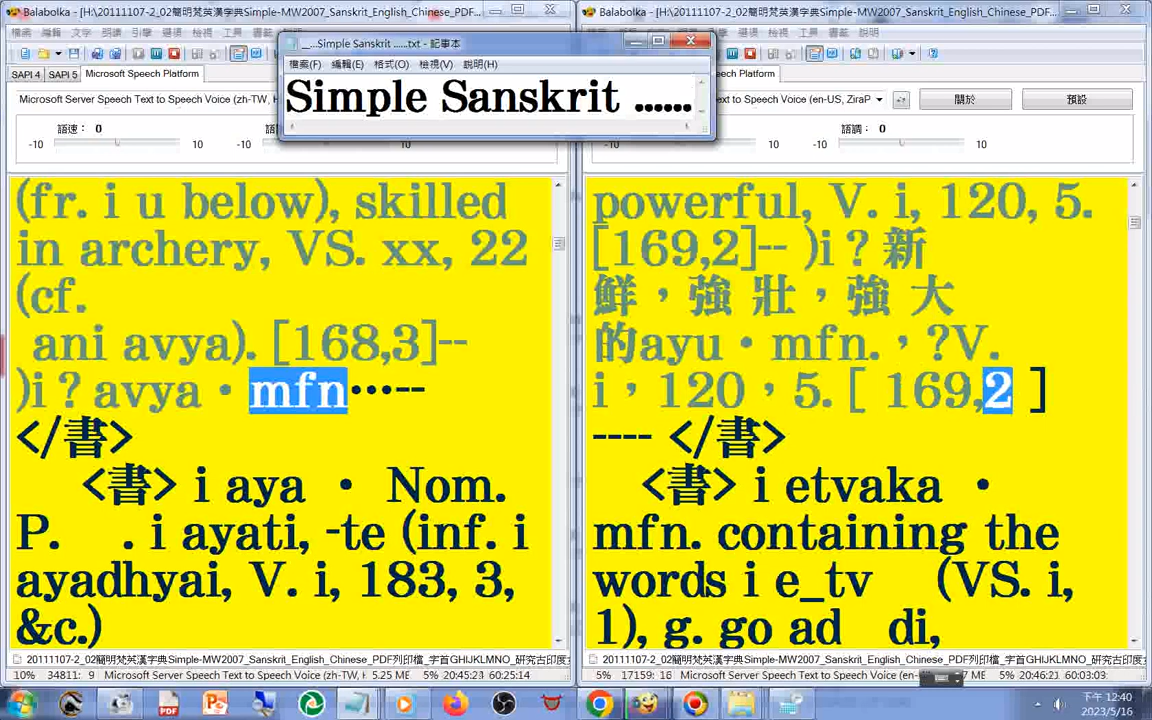 Balabolka - [H:\20111107-2_02簡明梵英漢字典Simple-MW2007_Sanskrit_English_Chinese_PDF...
SAPI 4
SAPI 5
Microsoft Speech Platform
Microsoft Server Speech Text to Speech Voice (zh-TW, H
語速： 0
-10
10
-10
10
(fr. i u below), skilled
in archery, VS. xx, 22
(cf.
ani avya). [168,3]--
)i ? avya・mfn…--
</書>
<書> i aya ・ Nom.
P. . i ayati, -te (inf. i
ayadhyai, V. i, 183, 3,
&c.)
20111107-2_02簡明梵英漢字典Simple-MW2007_Sanskrit_English_Chinese_PDF列印檔_字首GHIJKLMNO_研究古印度
10%
34811: 9
Microsoft Server Speech Text to Speech Voice (zh-TW,
5.25 MB
20:45:23
60:25:14
__...Simple Sanskrit ......txt - 記事本
檔案(F)
編輯(E)
格式(O)
檢視(V)
說明(H)
Simple Sanskrit ......
Balabolka - [H:\20111107-2_02簡明梵英漢字典Simple-MW2007_Sanskrit_English_Chinese_PDF...
ech Platform
ext to Speech Voice (en-US, ZiraP
關於
預設
語調： 0
-10
10
powerful, V. i, 120, 5.
[169,2]-- )i ? 新
鮮，強 壯，強 大
的ayu・mfn.，?V.
i，120，5. [ 169,2 ]
---- </書>
<書> i etvaka ・
mfn. containing the
words i e_tv (VS. i,
1), g. go ad di,
20111107-2_02簡明梵英漢字典Simple-MW2007_Sanskrit_English_Chinese_PDF列印檔_字首GHIJKLMNO_研究古印度
5%
17159: 16
Microsoft Server Speech Text to Speech Voice
5%
20:46:21
60:03:09
下午 12:40
2023/5/16